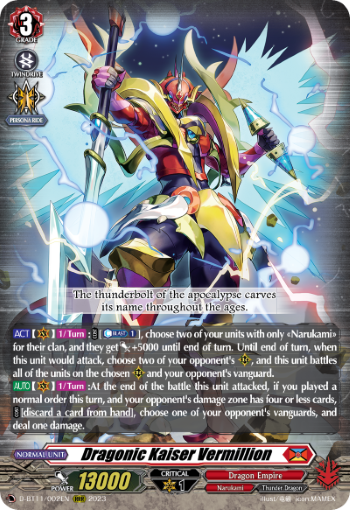 3
GRADE
TWINDRIVE
PERSONA RIDE
The thunderbolt of the apocalypse carves
its name throughout the ages.
ACT 1/Turn : COST [ BLAST 1 ], choose two of your units with only «Narukami»
for their clan, and they get +5000 until end of turn. Until end of turn, when
this unit would attack, choose two of your opponent's , and this unit battles
all of the units on the chosen and your opponent's vanguard.
AUTO 1/Turn :At the end of the battle this unit attacked, if you played a
normal order this turn, and your opponent's damage zone has four or less cards,
COST [discard a card from hand], choose one of your opponent's vanguards, and
deal one damage.
NORMAL UNIT
Dragonic Kaiser Vermillion
POWER 13000
CRITICAL
1
Dragon Empire
Narukami Thunder Dragon
D-BT11/002EN RRR 2023